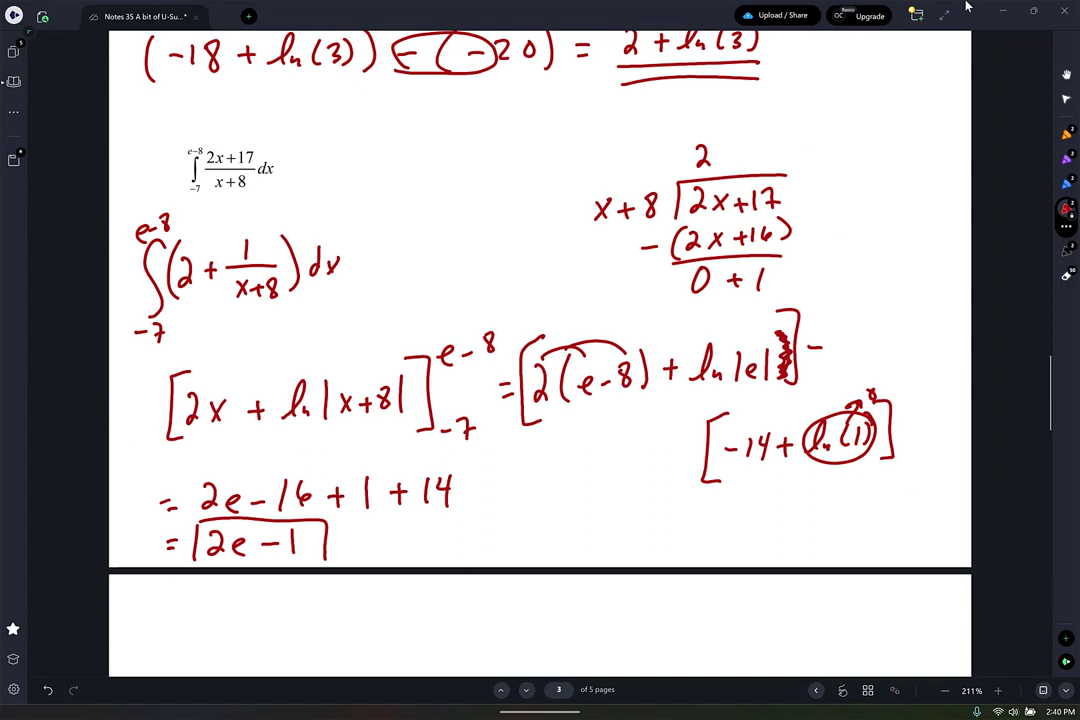 Notes 35 A bit of U-Su...*
Upload / Share
OC
Basics
Upgrade
(-18 + ln(3)) - (-20) = 2 + ln(3)
∫_{-7}^{e-8} (2x+17)/(x+8) dx
2
x+8 2x+17
-(2x+16)
0 + 1
∫_{-7}^{e-8} (2 + 1/(x+8)) dx
[2x + ln|x+8|]_{-7}^{e-8} = [2(e-8) + ln|e|] -
[-14 + ln(1)]
= 2e - 16 + 1 + 14
= 2e - 1
3 of 5 pages
211%
2:40 PM